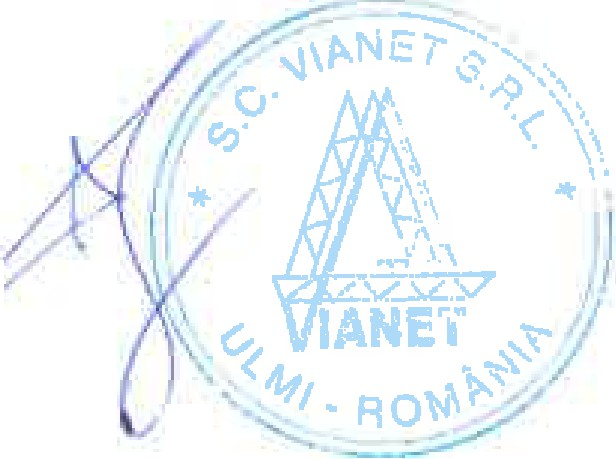 * S.C. VIANET S.R.L. *
VIANET
ULMI - ROMÂNIA